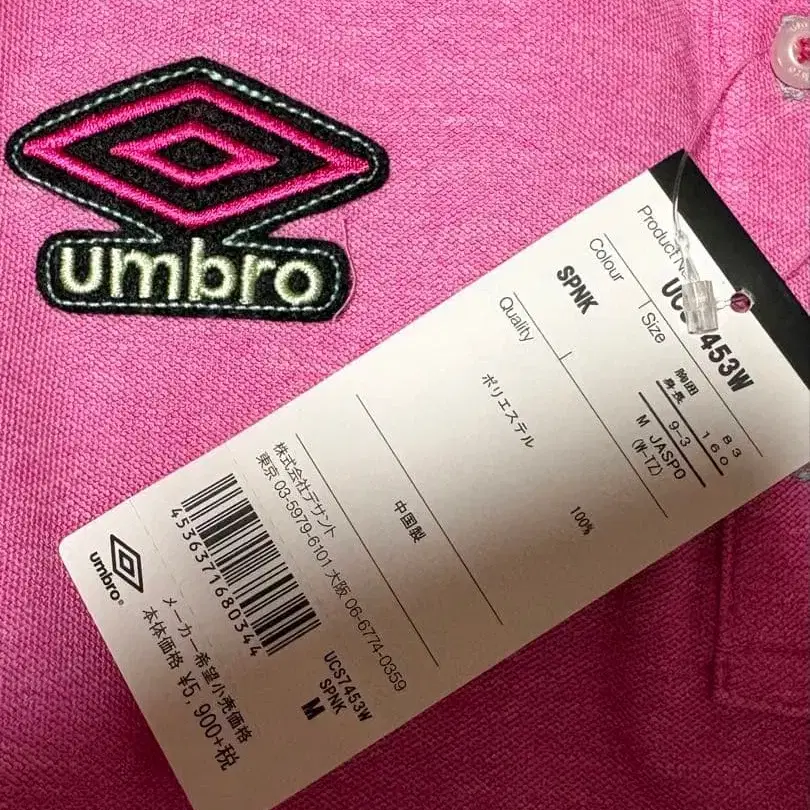 umbro
Product No.
UCS7453W
Colour
Size
SPNK
胸囲 83
身長 160
9-3
M JASPO
(W-TZ)
Quality
ポリエステル 100%
中国製
株式会社デサント
東京 03-5979-6101 大阪 06-6774-0359
4536371680344
UCS7453W
SPNK
M
umbro®
メーカー希望小売価格
本体価格 ¥5,900+税